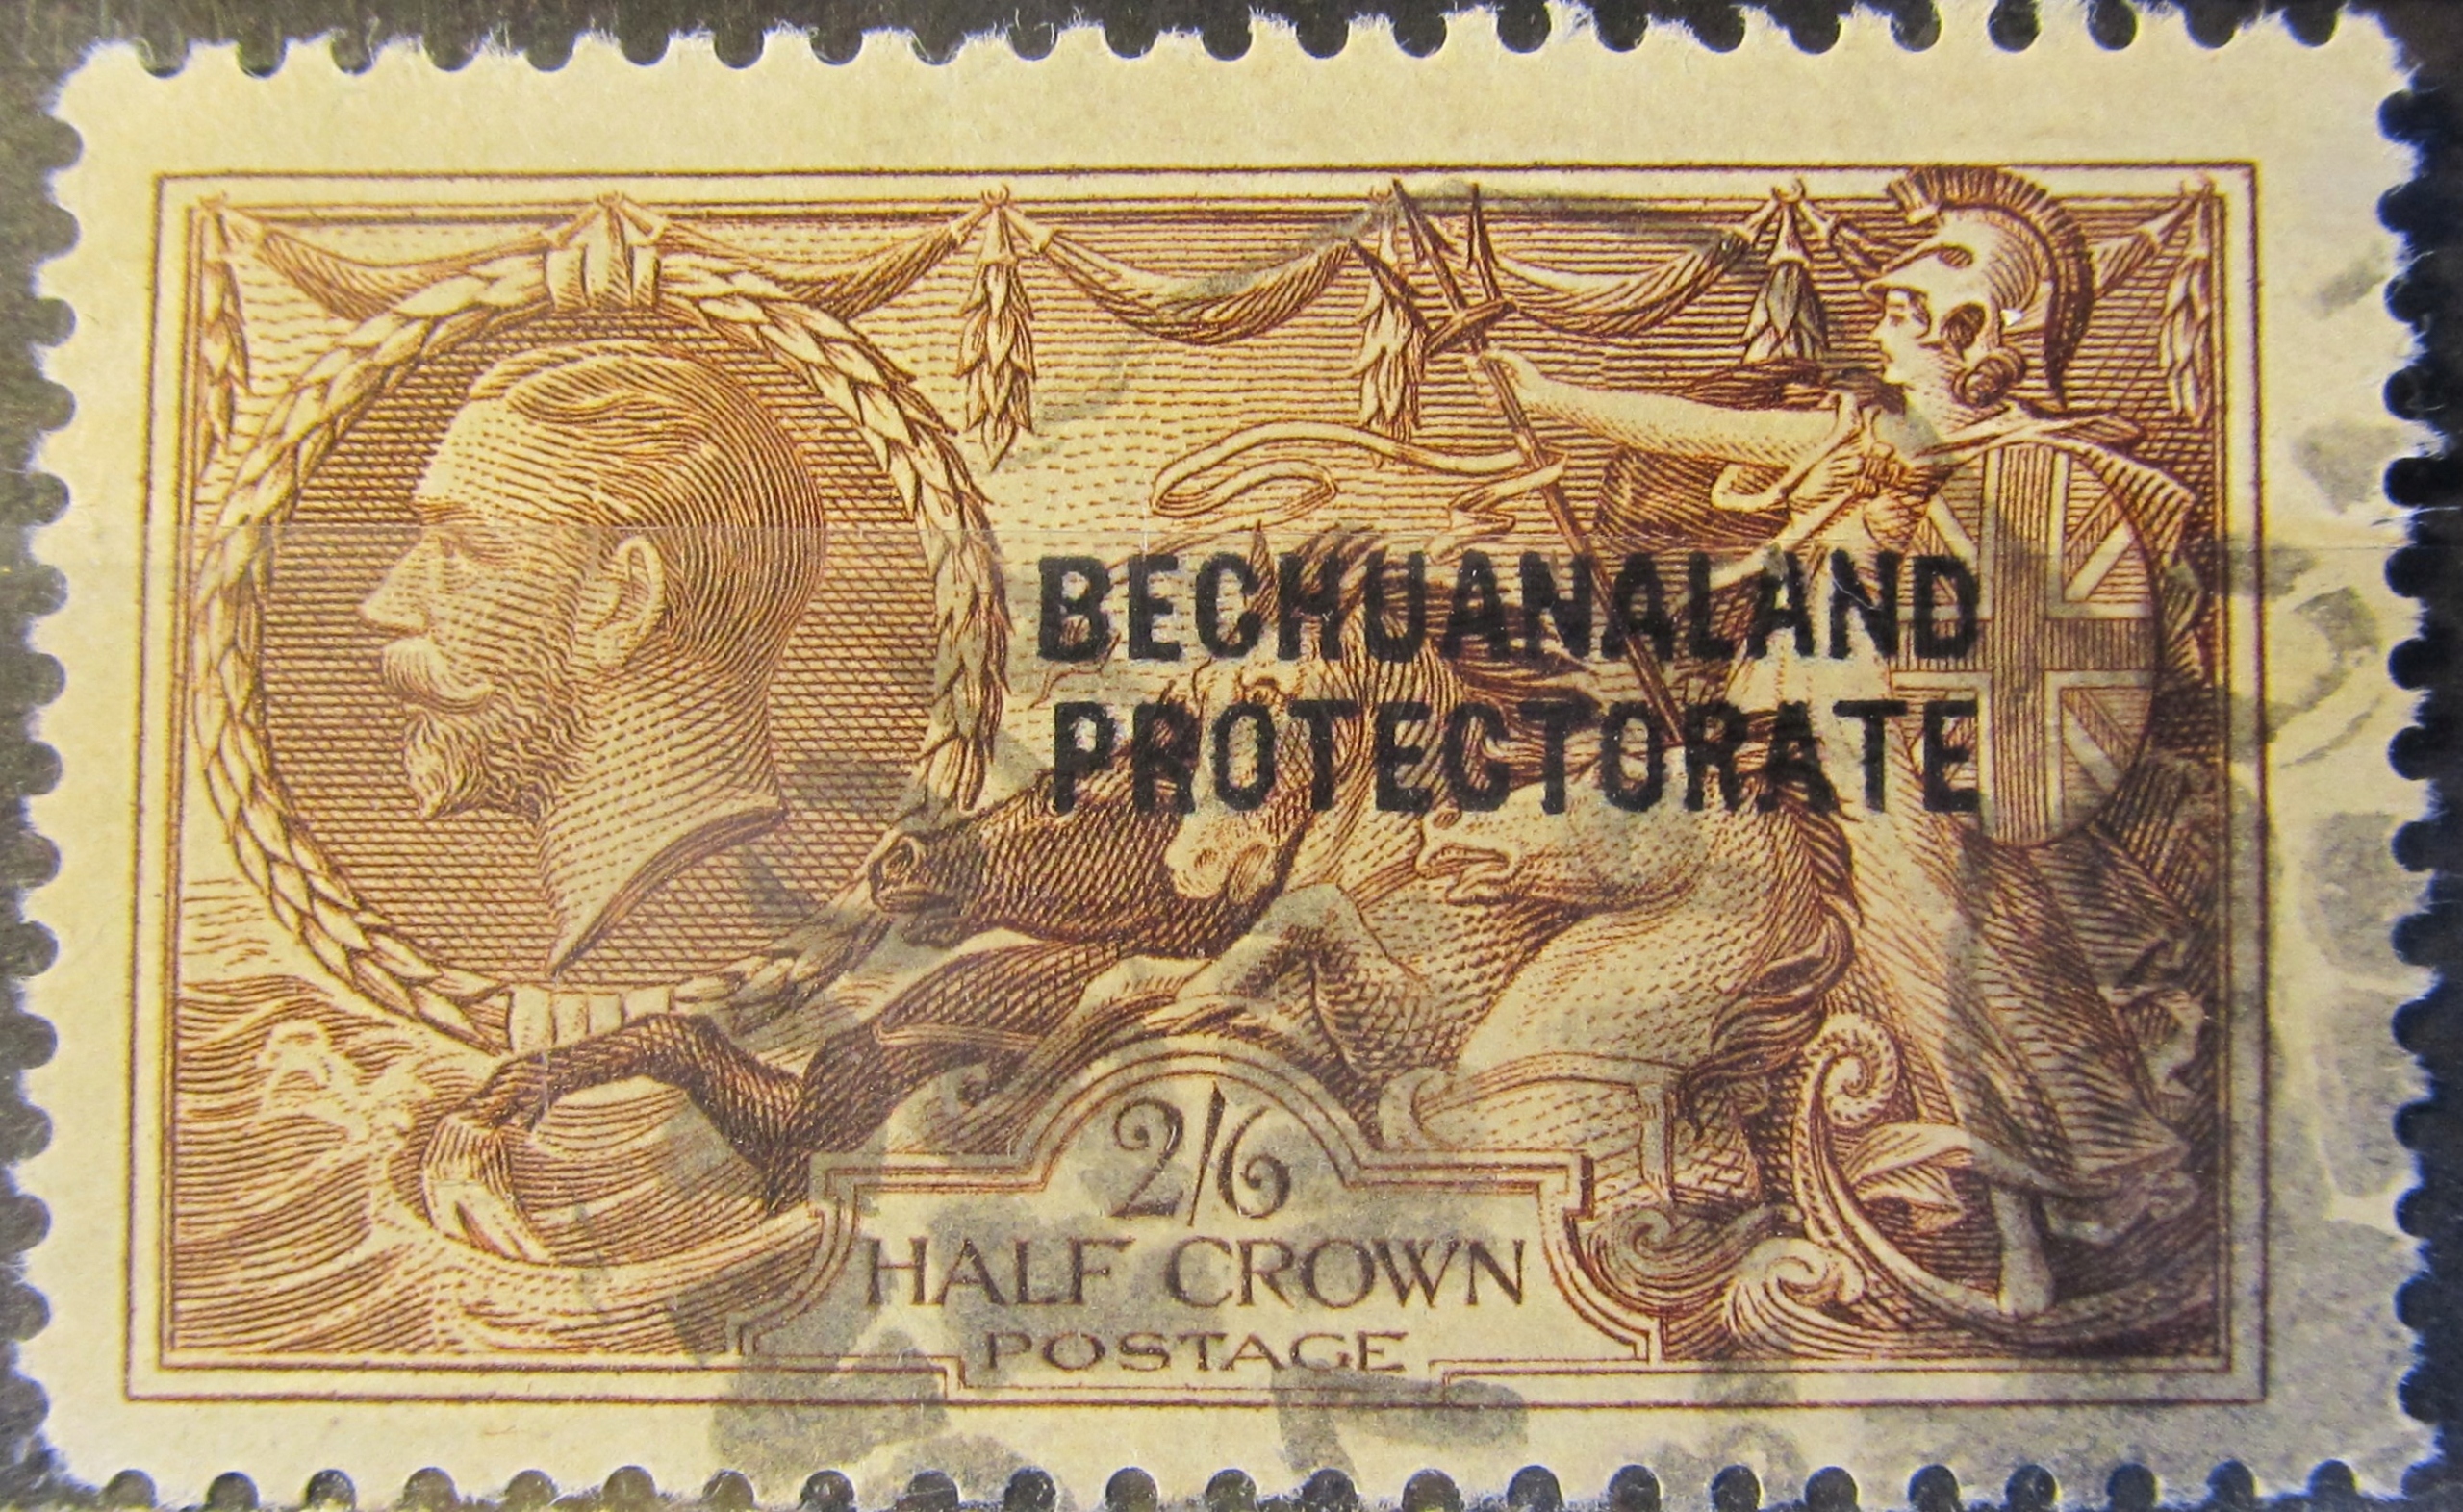 BECHUANALAND
PROTECTORATE
2/6
HALF CROWN
POSTAGE